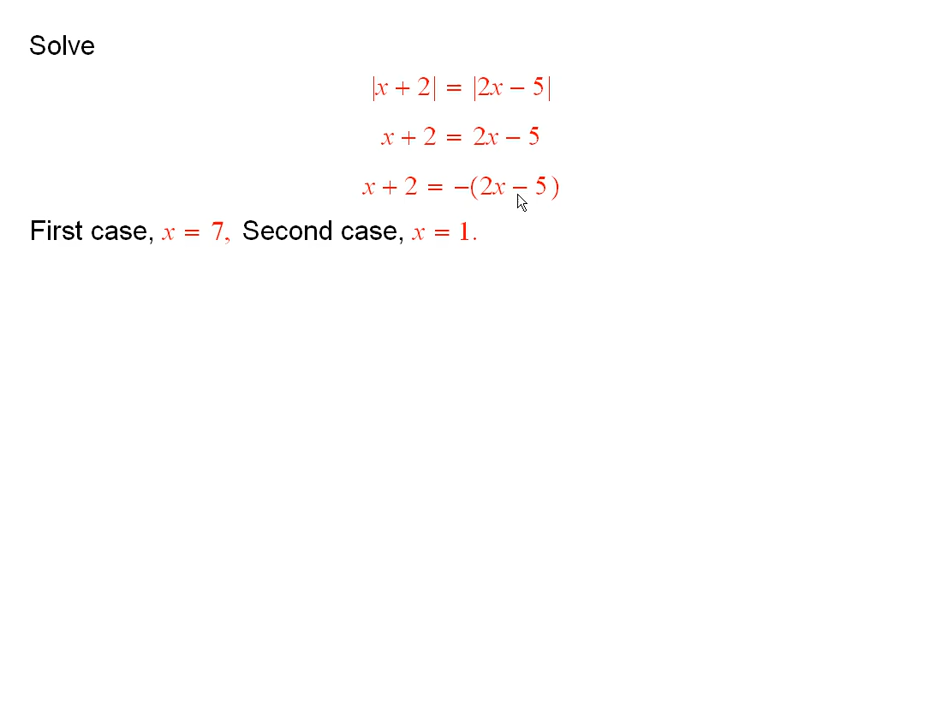 Solve
|x + 2| = |2x − 5|
x + 2 = 2x − 5
x + 2 = −(2x − 5)
First case, x = 7, Second case, x = 1.